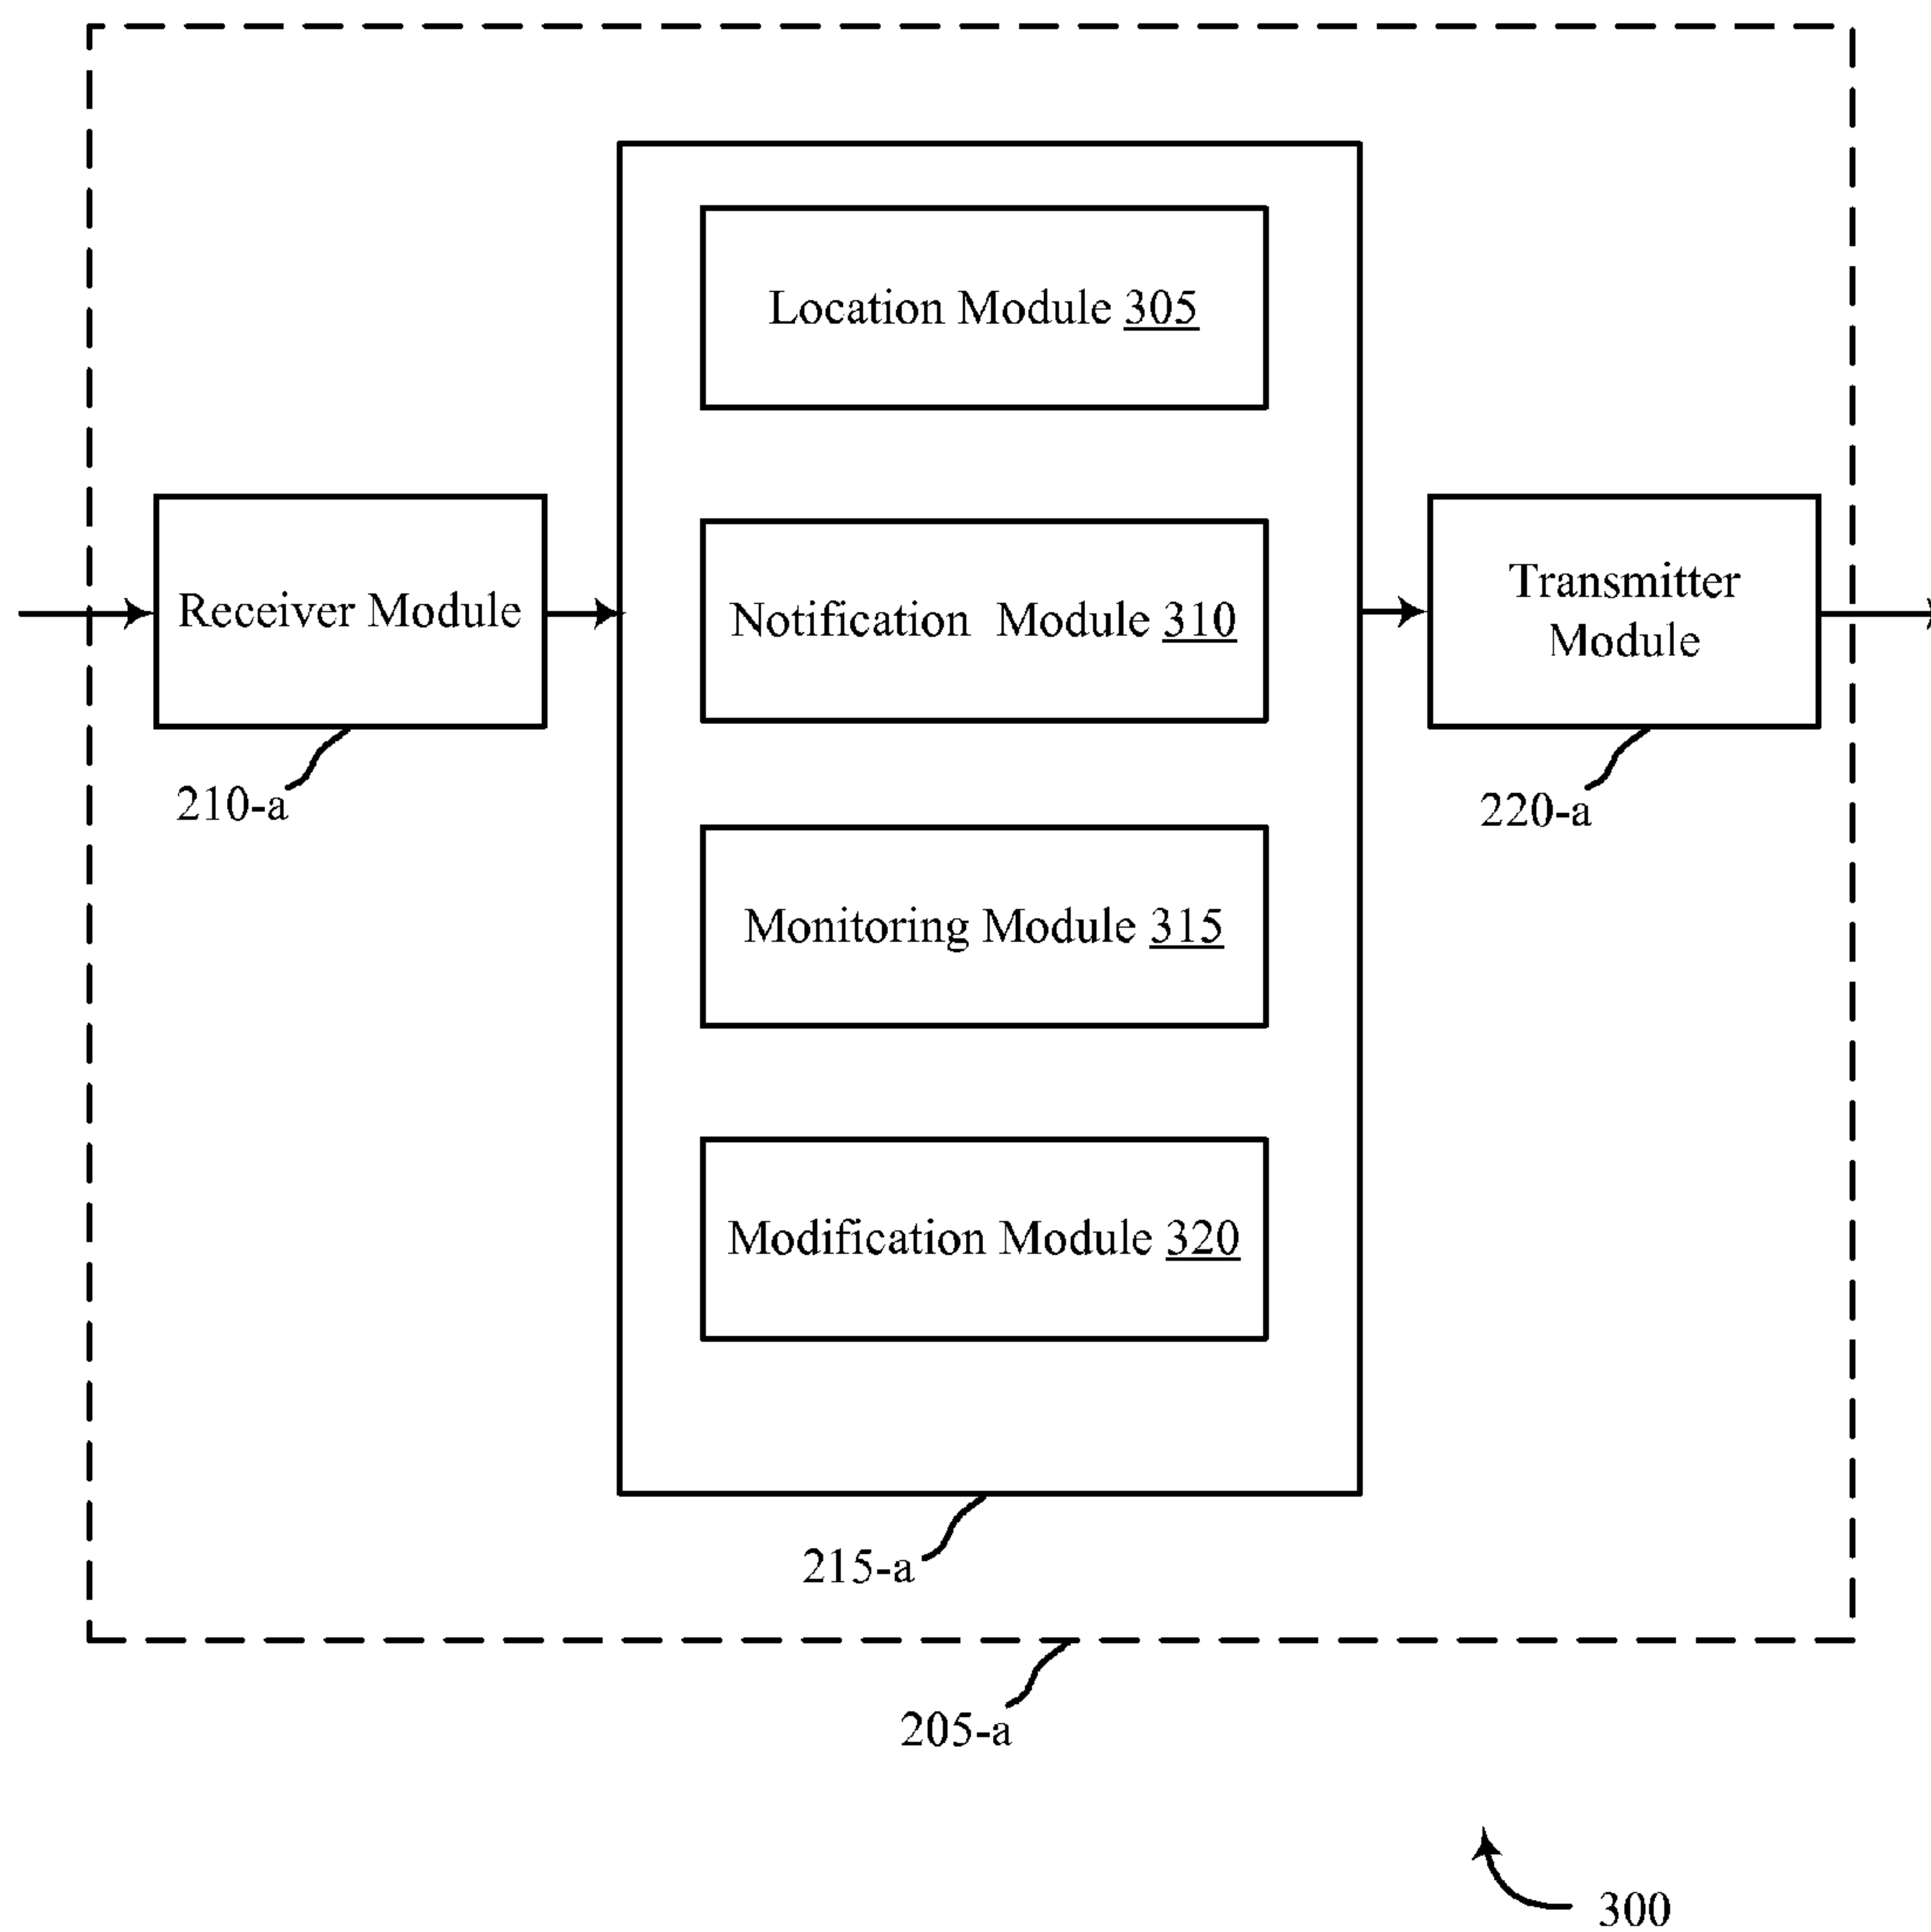 Location Module 305
Receiver Module
Notification Module 310
Transmitter
Module
210-a
220-a
Monitoring Module 315
Modification Module 320
215-a
205-a
300